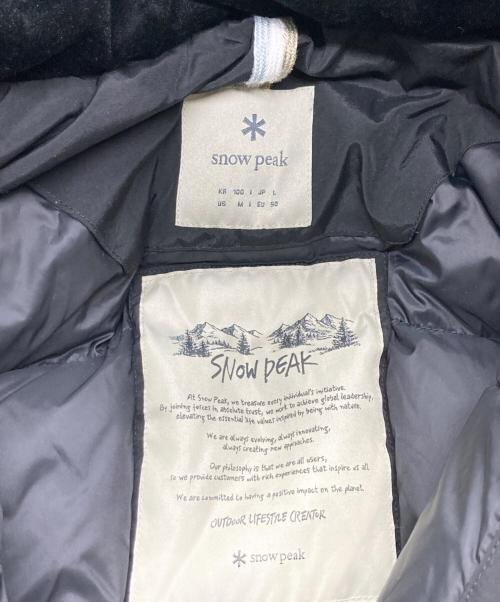 snow peak
KR 100 | JP L
US M | EU 50
SNOW PEAK
At Snow Peak, we treasure every individual's initiative.
By joining forces in absolute trust, we work to achieve global leadership,
elevating the essential life values inspired by being with nature.
We are always evolving, always innovating,
always creating new approaches.
Our philosophy is that we are all users,
so we provide customers with rich experiences that inspire us all
We are committed to having a positive impact on the planet.
OUTDOOR LIFESTYLE CREATOR
snow peak